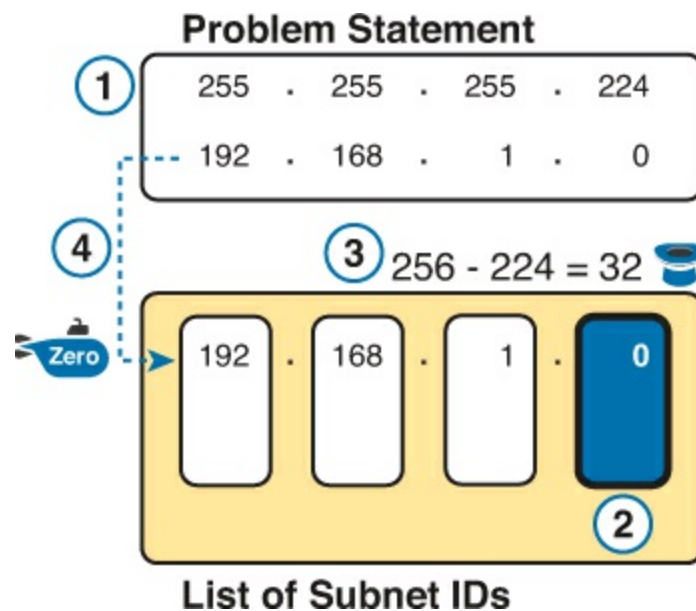 Problem Statement
1
255 . 255 . 255 . 224
192 . 168 . 1 . 0
4
3 256 - 224 = 32
Zero
192 . 168 . 1 . 0
2
List of Subnet IDs